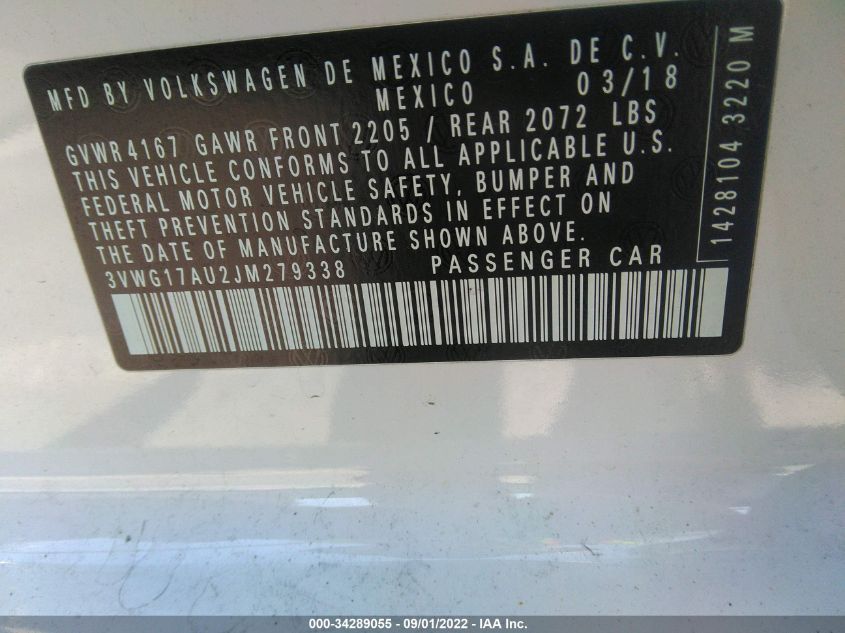 MFD BY VOLKSWAGEN DE MEXICO S.A. DE C.V.
MEXICO 03/18
GVWR4167 GAWR FRONT 2205 / REAR 2072 LBS
THIS VEHICLE CONFORMS TO ALL APPLICABLE U.S.
FEDERAL MOTOR VEHICLE SAFETY, BUMPER AND
THEFT PREVENTION STANDARDS IN EFFECT ON
THE DATE OF MANUFACTURE SHOWN ABOVE.
3VWG17AU2JM279338 PASSENGER CAR
1428104 3220 M
000-34289055 - 09/01/2022 - IAA Inc.